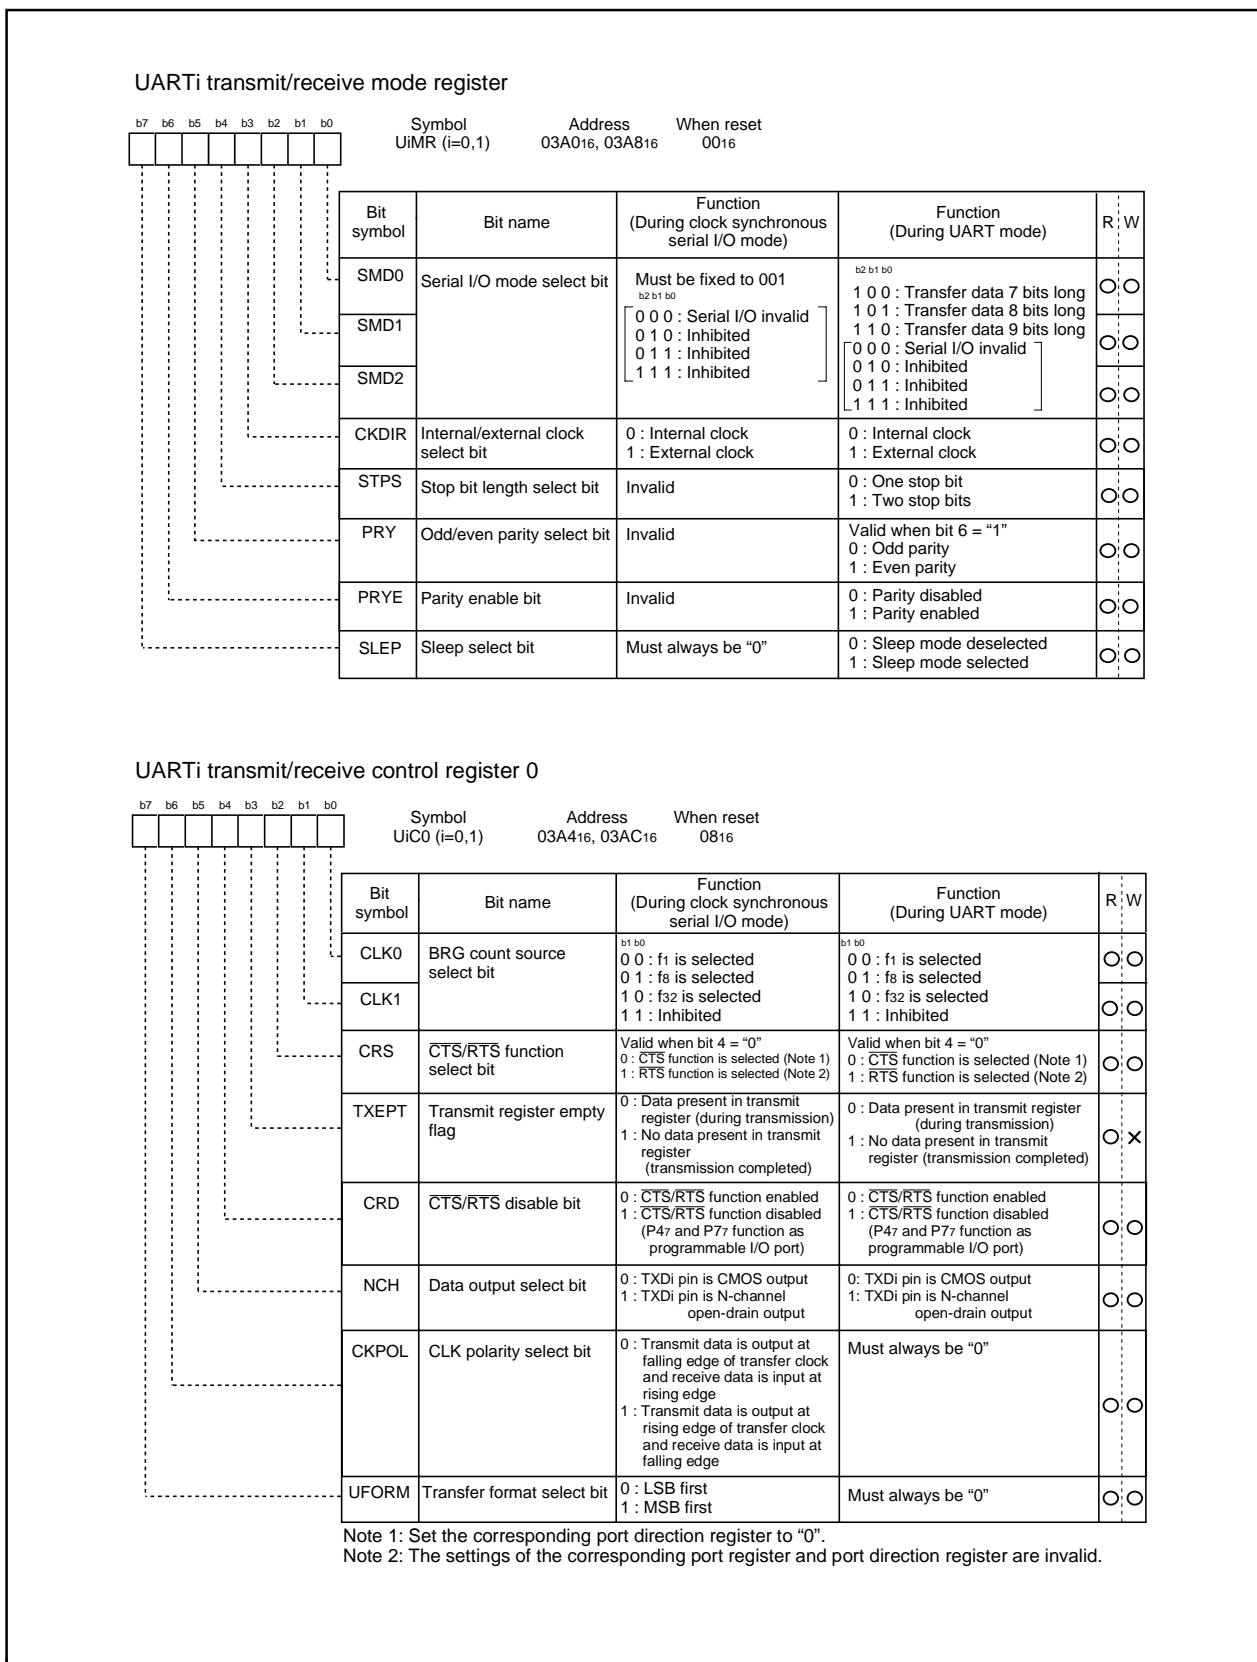 UARTi transmit/receive mode register
b7 b6 b5 b4 b3 b2 b1 b0
Symbol Address When reset
UiMR (i=0,1) 03A016, 03A816 0016
Bit symbol Bit name Function (During clock synchronous serial I/O mode) Function (During UART mode) R W
SMD0 Serial I/O mode select bit
SMD1
SMD2
Must be fixed to 001
b2 b1 b0
0 0 0 : Serial I/O invalid
0 1 0 : Inhibited
0 1 1 : Inhibited
1 1 1 : Inhibited
b2 b1 b0
1 0 0 : Transfer data 7 bits long
1 0 1 : Transfer data 8 bits long
1 1 0 : Transfer data 9 bits long
0 0 0 : Serial I/O invalid
0 1 0 : Inhibited
0 1 1 : Inhibited
1 1 1 : Inhibited
CKDIR Internal/external clock select bit
0 : Internal clock
1 : External clock
0 : Internal clock
1 : External clock
STPS Stop bit length select bit Invalid
0 : One stop bit
1 : Two stop bits
PRY Odd/even parity select bit Invalid
Valid when bit 6 = “1”
0 : Odd parity
1 : Even parity
PRYE Parity enable bit Invalid
0 : Parity disabled
1 : Parity enabled
SLEP Sleep select bit Must always be “0”
0 : Sleep mode deselected
1 : Sleep mode selected
UARTi transmit/receive control register 0
b7 b6 b5 b4 b3 b2 b1 b0
Symbol Address When reset
UiC0 (i=0,1) 03A416, 03AC16 0816
Bit symbol Bit name Function (During clock synchronous serial I/O mode) Function (During UART mode) R W
CLK0 BRG count source select bit
CLK1
b1 b0
0 0 : f1 is selected
0 1 : f8 is selected
1 0 : f32 is selected
1 1 : Inhibited
b1 b0
0 0 : f1 is selected
0 1 : f8 is selected
1 0 : f32 is selected
1 1 : Inhibited
CRS CTS/RTS function select bit
Valid when bit 4 = “0”
0 : CTS function is selected (Note 1)
1 : RTS function is selected (Note 2)
Valid when bit 4 = “0”
0 : CTS function is selected (Note 1)
1 : RTS function is selected (Note 2)
TXEPT Transmit register empty flag
0 : Data present in transmit
register (during transmission)
1 : No data present in transmit
register
(transmission completed)
0 : Data present in transmit register
(during transmission)
1 : No data present in transmit
register (transmission completed)
CRD CTS/RTS disable bit
0 : CTS/RTS function enabled
1 : CTS/RTS function disabled
(P47 and P77 function as
programmable I/O port)
0 : CTS/RTS function enabled
1 : CTS/RTS function disabled
(P47 and P77 function as
programmable I/O port)
NCH Data output select bit
0 : TXDi pin is CMOS output
1 : TXDi pin is N-channel
open-drain output
0: TXDi pin is CMOS output
1: TXDi pin is N-channel
open-drain output
CKPOL CLK polarity select bit
0 : Transmit data is output at
falling edge of transfer clock
and receive data is input at
rising edge
1 : Transmit data is output at
rising edge of transfer clock
and receive data is input at
falling edge
Must always be “0”
UFORM Transfer format select bit
0 : LSB first
1 : MSB first
Must always be “0”
Note 1: Set the corresponding port direction register to “0”.
Note 2: The settings of the corresponding port register and port direction register are invalid.